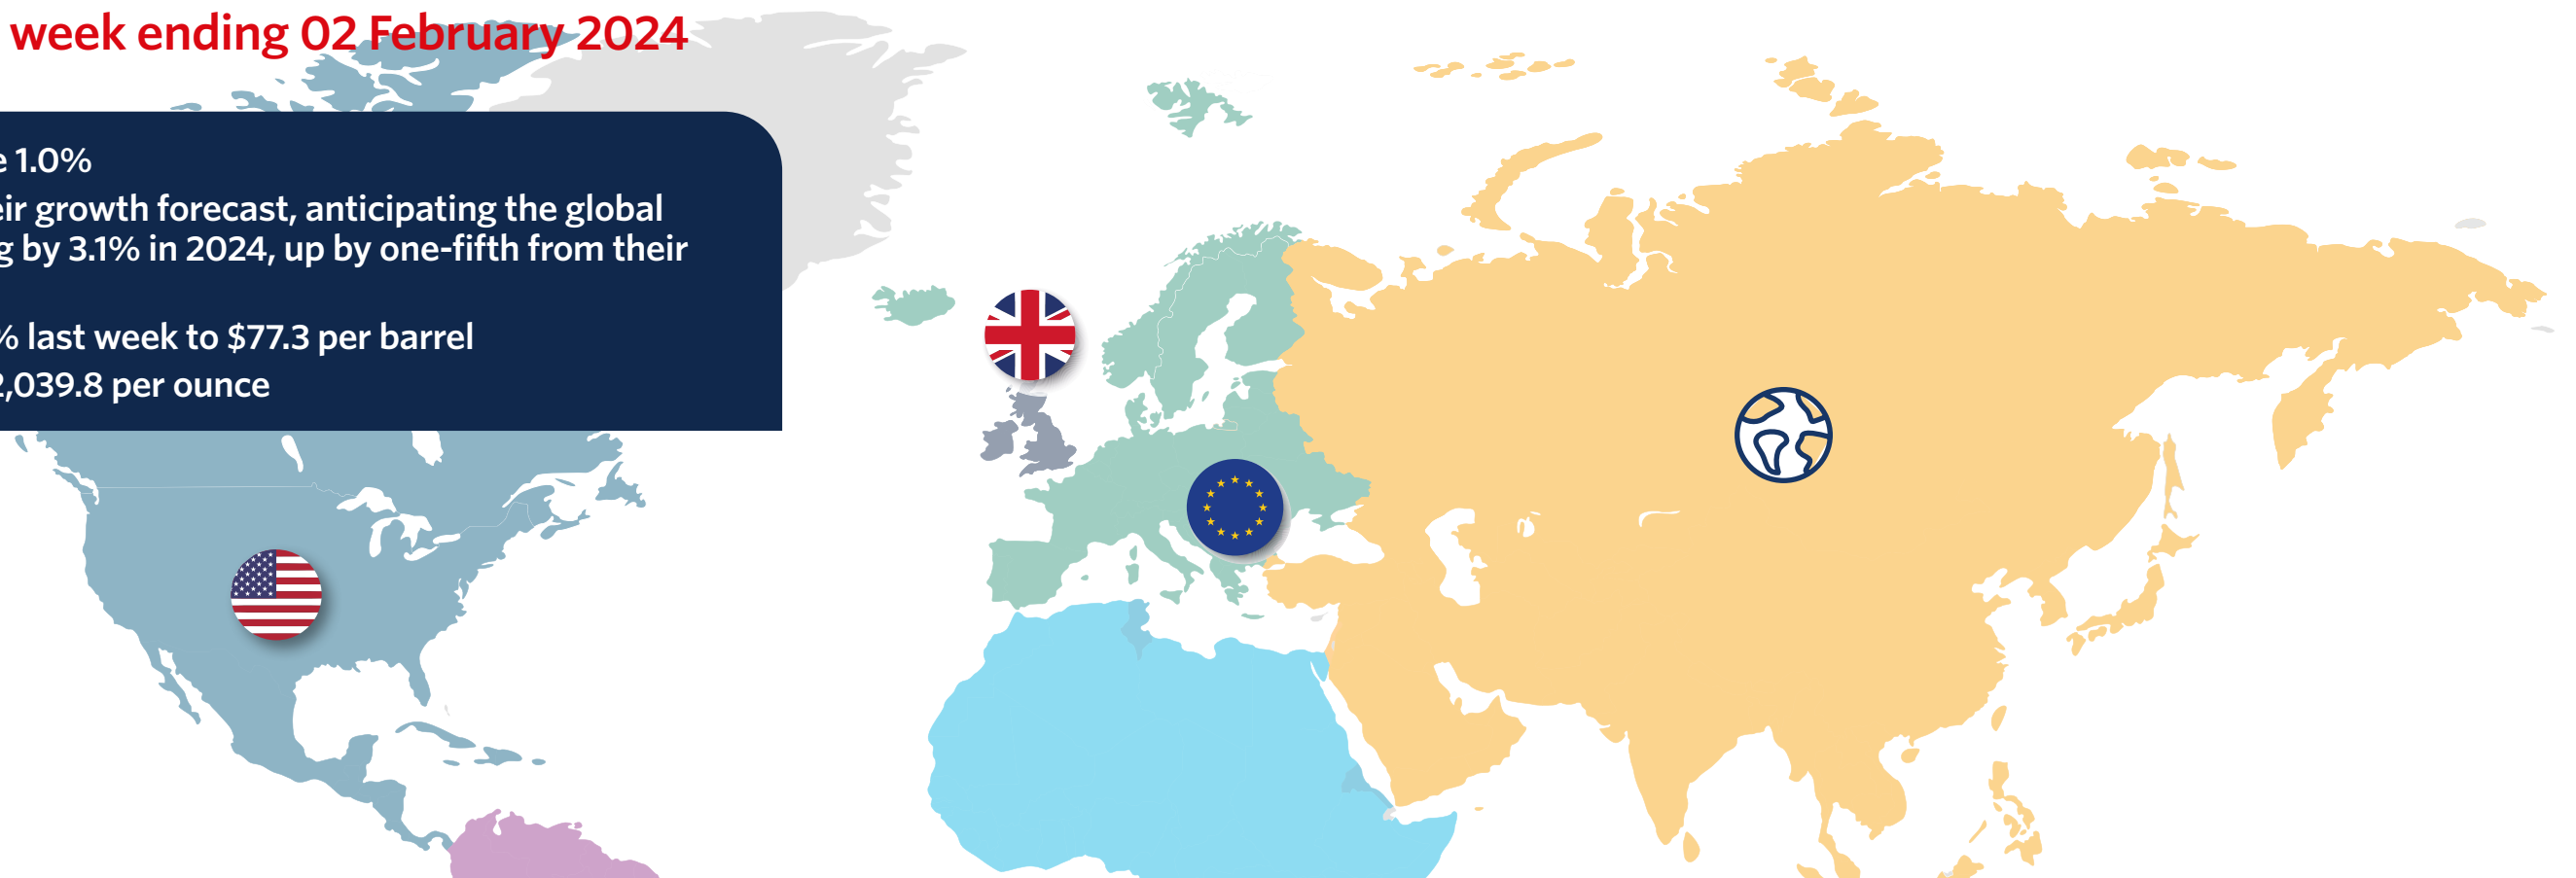 week ending 02 February 2024
1.0%
growth forecast, anticipating the global
by 3.1% in 2024, up by one-fifth from their
% last week to $77.3 per barrel
2,039.8 per ounce